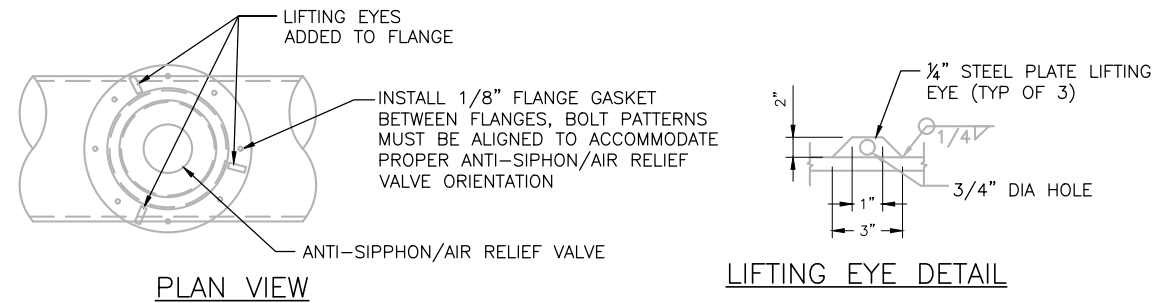 LIFTING EYES
ADDED TO FLANGE
INSTALL 1/8" FLANGE GASKET
BETWEEN FLANGES, BOLT PATTERNS
MUST BE ALIGNED TO ACCOMMODATE
PROPER ANTI-SIPHON/AIR RELIEF
VALVE ORIENTATION
ANTI-SIPPHON/AIR RELIEF VALVE
PLAN VIEW
¼" STEEL PLATE LIFTING
EYE (TYP OF 3)
2"
1/4
3/4" DIA HOLE
1"
3"
LIFTING EYE DETAIL